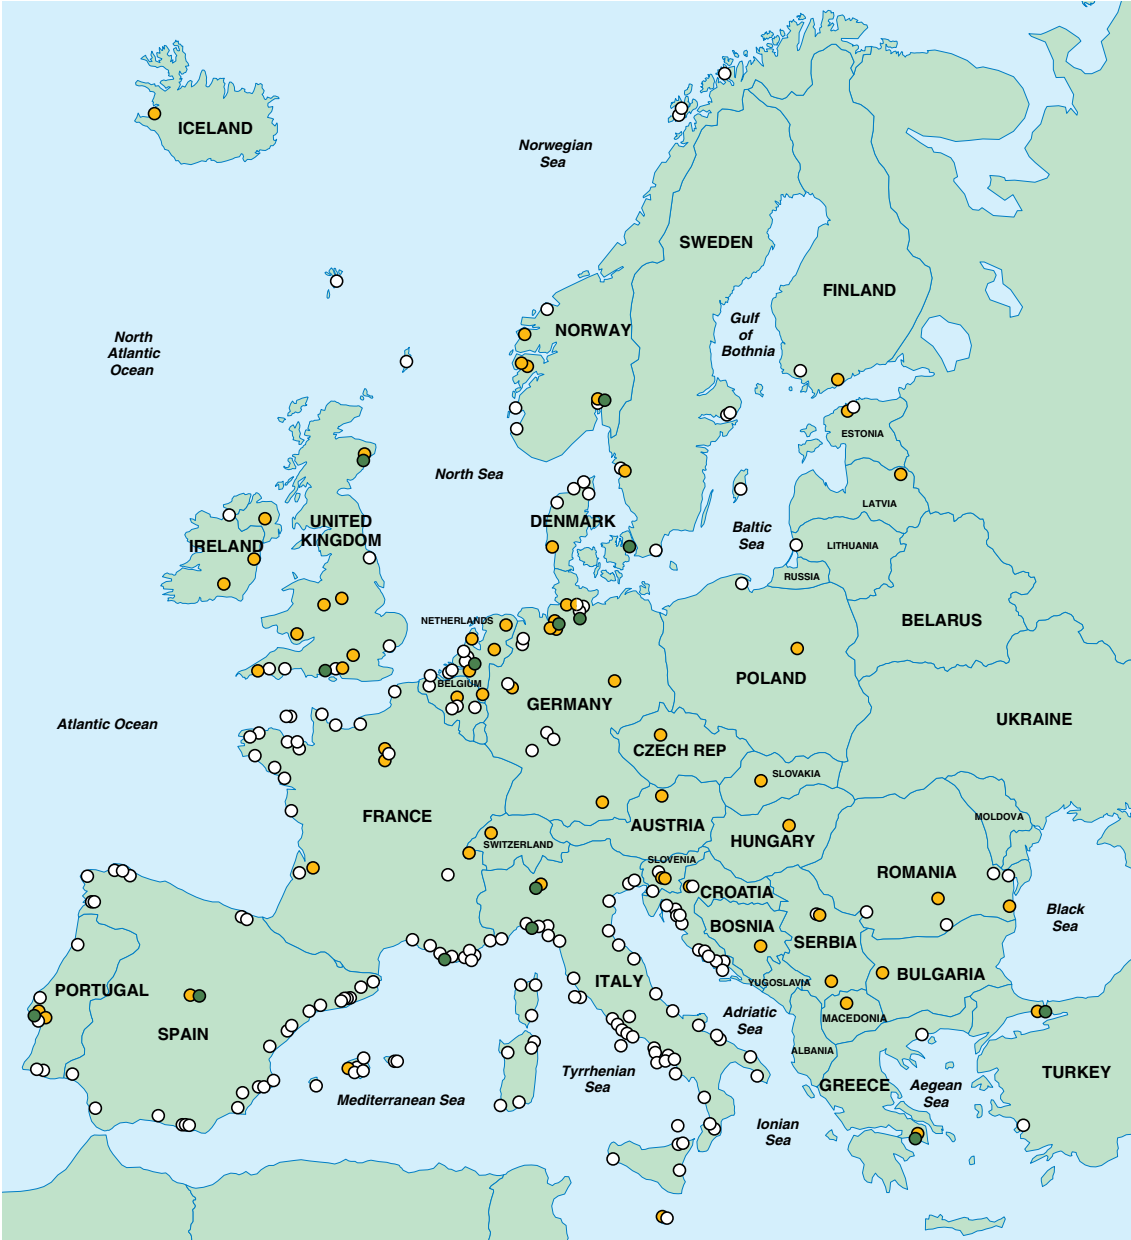 ICELAND
Norwegian
Sea
SWEDEN
FINLAND
NORWAY
Gulf
of
Bothnia
North
Atlantic
Ocean
ESTONIA
North Sea
LATVIA
UNITED
KINGDOM
DENMARK
Baltic
Sea
IRELAND
LITHUANIA
RUSSIA
NETHERLANDS
BELARUS
BELGIUM
POLAND
GERMANY
UKRAINE
Atlantic Ocean
CZECH REP
SLOVAKIA
FRANCE
MOLDOVA
AUSTRIA
HUNGARY
SWITZERLAND
SLOVENIA
ROMANIA
CROATIA
Black
Sea
BOSNIA
SERBIA
BULGARIA
ITALY
YUGOSLAVIA
PORTUGAL
Adriatic
Sea
MACEDONIA
SPAIN
ALBANIA
Tyrrhenian
Sea
TURKEY
GREECE
Aegean
Sea
Mediterranean Sea
Ionian
Sea